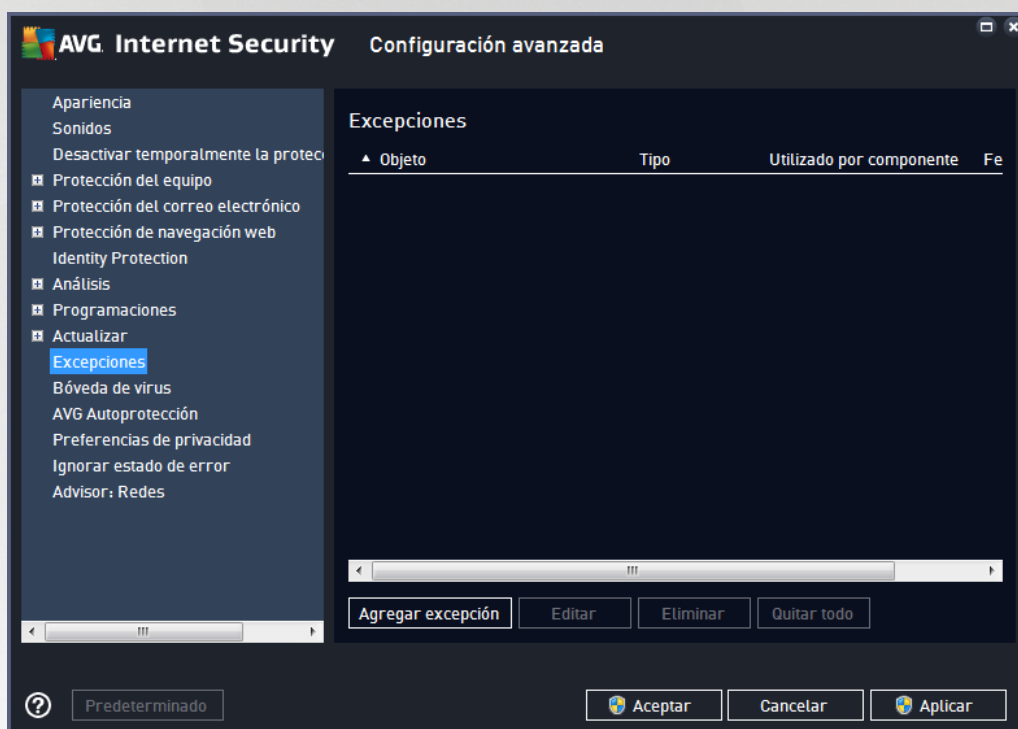 AVG. Internet Security Configuración avanzada
Apariencia
Sonidos
Desactivar temporalmente la protec
Protección del equipo
Protección del correo electrónico
Protección de navegación web
Identity Protection
Análisis
Programaciones
Actualizar
Excepciones
Bóveda de virus
AVG Autoprotección
Preferencias de privacidad
Ignorar estado de error
Advisor: Redes
Excepciones
Objeto Tipo Utilizado por componente Fe
Agregar excepción Editar Eliminar Quitar todo
Predeterminado Aceptar Cancelar Aplicar